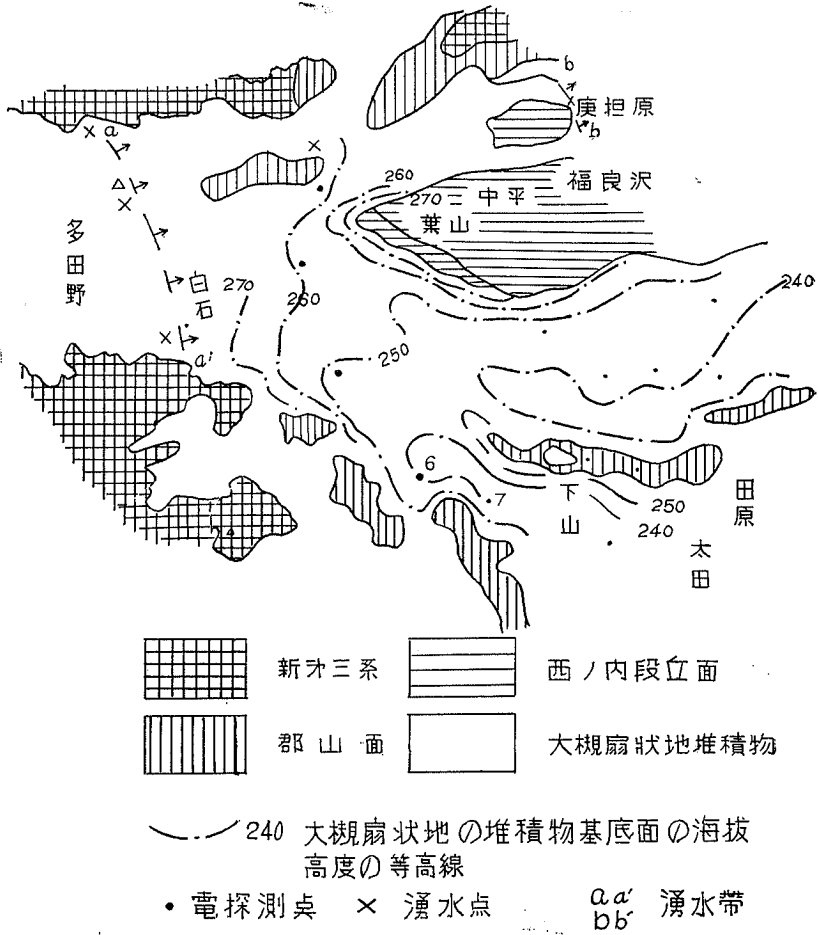 b
庚担原
a
b
260
福良沢
270
中平
葉山
多田野
白石
270
260
240
a'
250
6
7
下山
250
240
田原
太田
新才三系
西ノ内段丘面
郡山面
大槻扇状地堆積物
240 大槻扇状地の堆積物基底面の海抜
高度の等高線
• 電探測点 × 湧水点 aa' 湧水帯
bb'